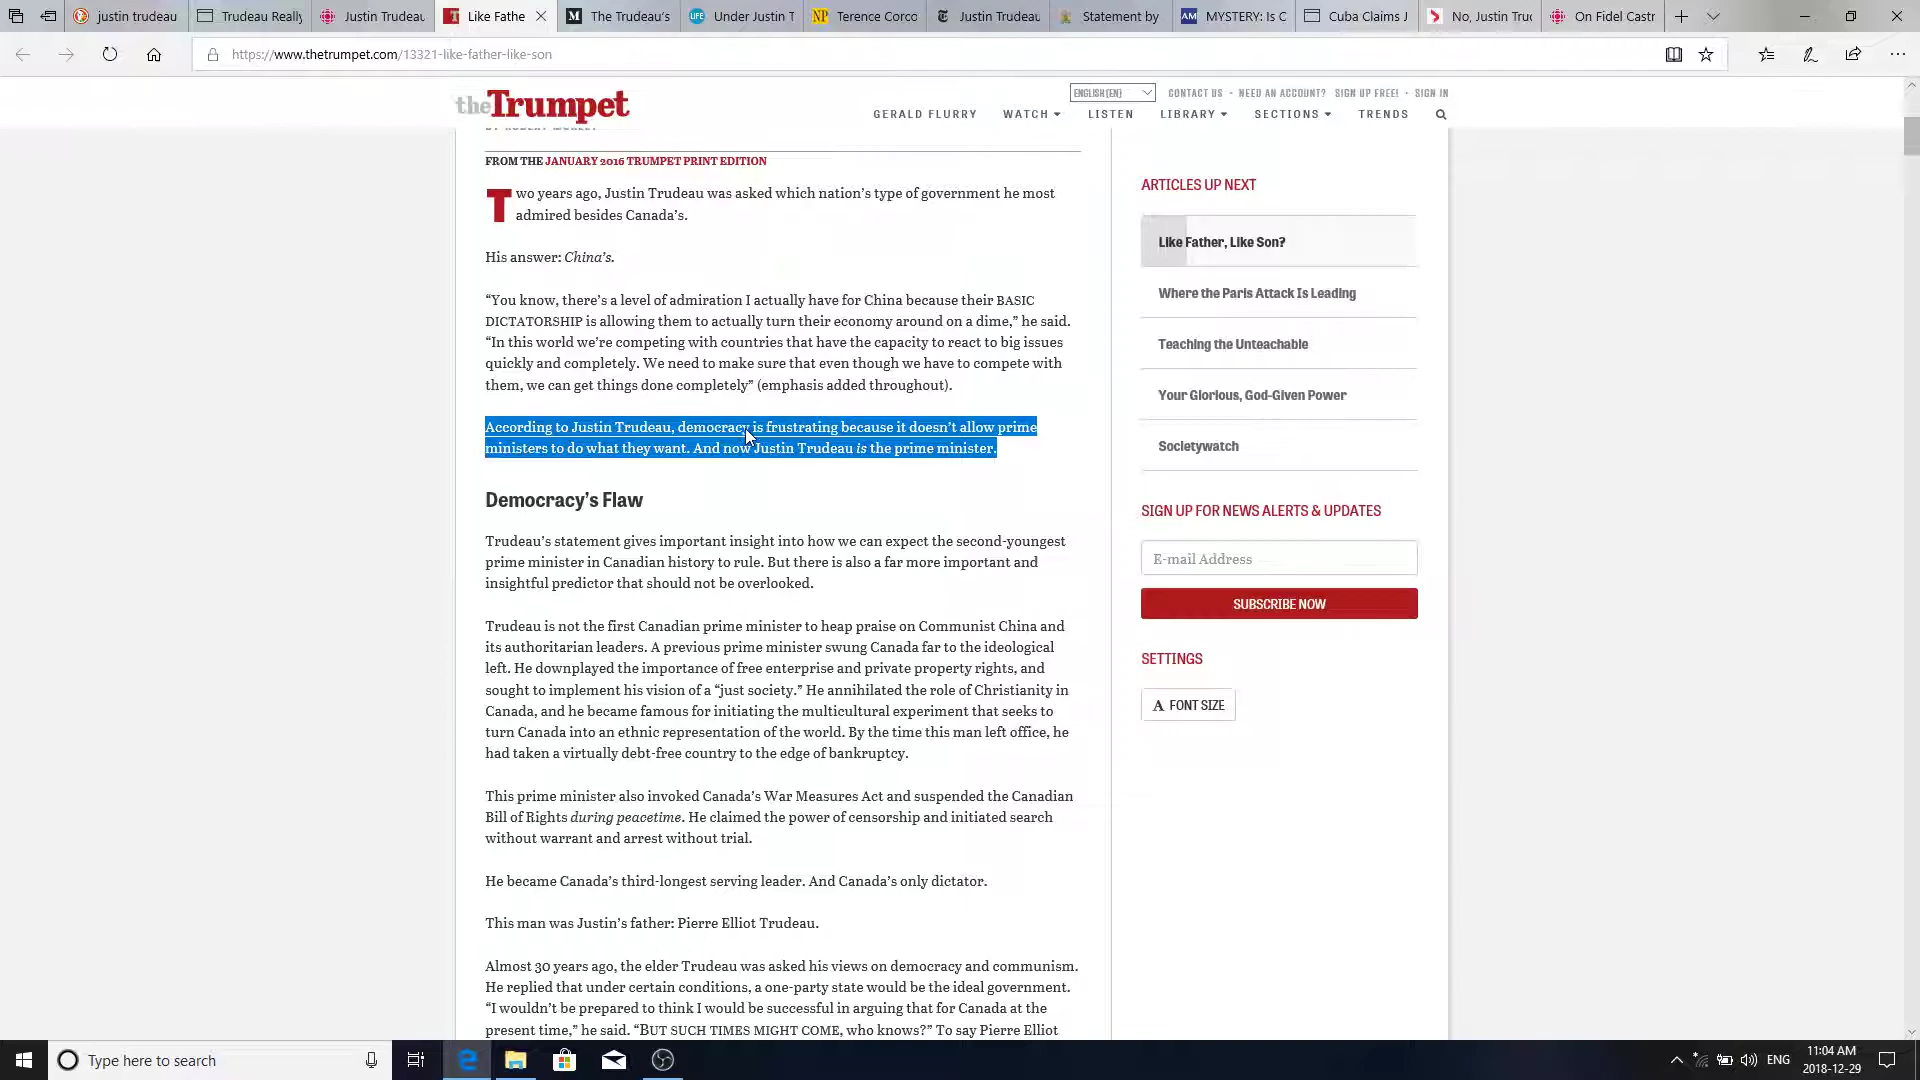 justin trudeau
Trudeau Really
Justin Trudeau
Like Fathe
The Trudeau's
Under Justin T
Terence Corco
Justin Trudeau
Statement by
MYSTERY: Is C
Cuba Claims J
No, Justin Truc
On Fidel Castr
https://www.thetrumpet.com/13321-like-father-like-son
theTrumpet
ENGLISH (EN)
CONTACT US - NEED AN ACCOUNT? SIGN UP FREE! - SIGN IN
GERALD FLURRY WATCH LISTEN LIBRARY SECTIONS TRENDS
FROM THE JANUARY 2016 TRUMPET PRINT EDITION
Two years ago, Justin Trudeau was asked which nation's type of government he most
admired besides Canada's.
His answer: China's.
“You know, there's a level of admiration I actually have for China because their BASIC
DICTATORSHIP is allowing them to actually turn their economy around on a dime,” he said.
“In this world we're competing with countries that have the capacity to react to big issues
quickly and completely. We need to make sure that even though we have to compete with
them, we can get things done completely” (emphasis added throughout).
According to Justin Trudeau, democracy is frustrating because it doesn't allow prime
ministers to do what they want. And now Justin Trudeau is the prime minister.
Democracy's Flaw
Trudeau's statement gives important insight into how we can expect the second-youngest
prime minister in Canadian history to rule. But there is also a far more important and
insightful predictor that should not be overlooked.
Trudeau is not the first Canadian prime minister to heap praise on Communist China and
its authoritarian leaders. A previous prime minister swung Canada far to the ideological
left. He downplayed the importance of free enterprise and private property rights, and
sought to implement his vision of a “just society.” He annihilated the role of Christianity in
Canada, and he became famous for initiating the multicultural experiment that seeks to
turn Canada into an ethnic representation of the world. By the time this man left office, he
had taken a virtually debt-free country to the edge of bankruptcy.
This prime minister also invoked Canada's War Measures Act and suspended the Canadian
Bill of Rights during peacetime. He claimed the power of censorship and initiated search
without warrant and arrest without trial.
He became Canada's third-longest serving leader. And Canada's only dictator.
This man was Justin's father: Pierre Elliot Trudeau.
Almost 30 years ago, the elder Trudeau was asked his views on democracy and communism.
He replied that under certain conditions, a one-party state would be the ideal government.
“I wouldn't be prepared to think I would be successful in arguing that for Canada at the
present time,” he said. “BUT SUCH TIMES MIGHT COME, who knows?” To say Pierre Elliot
ARTICLES UP NEXT
Like Father, Like Son?
Where the Paris Attack Is Leading
Teaching the Unteachable
Your Glorious, God-Given Power
Societywatch
SIGN UP FOR NEWS ALERTS & UPDATES
E-mail Address
SUBSCRIBE NOW
SETTINGS
A FONT SIZE
Type here to search
ENG
11:04 AM
2018-12-29